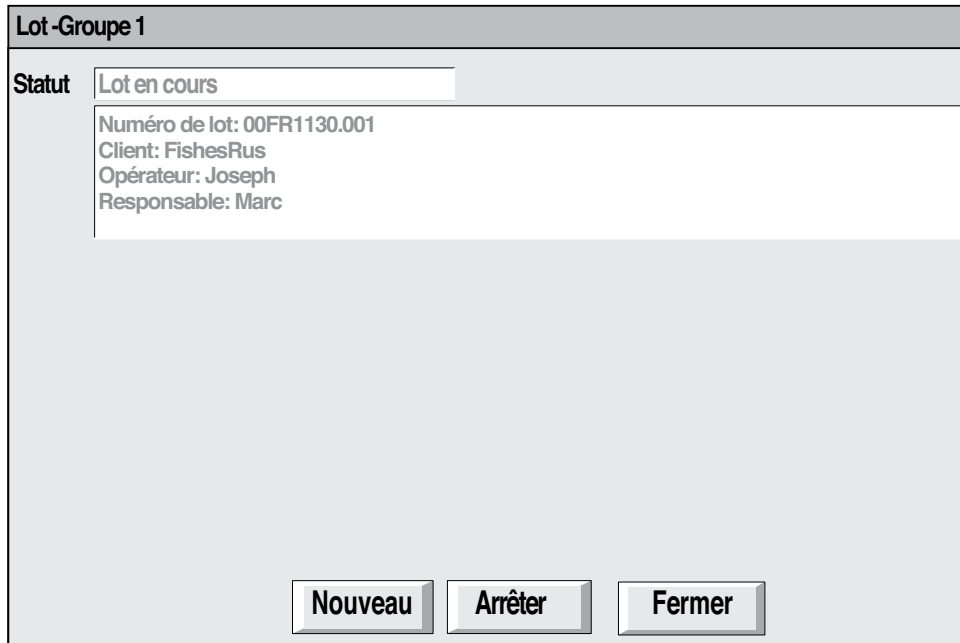 Lot -Groupe 1
Statut Lot en cours
Numéro de lot: 00FR1130.001
Client: FishesRus
Opérateur: Joseph
Responsable: Marc
Nouveau Arrêter Fermer